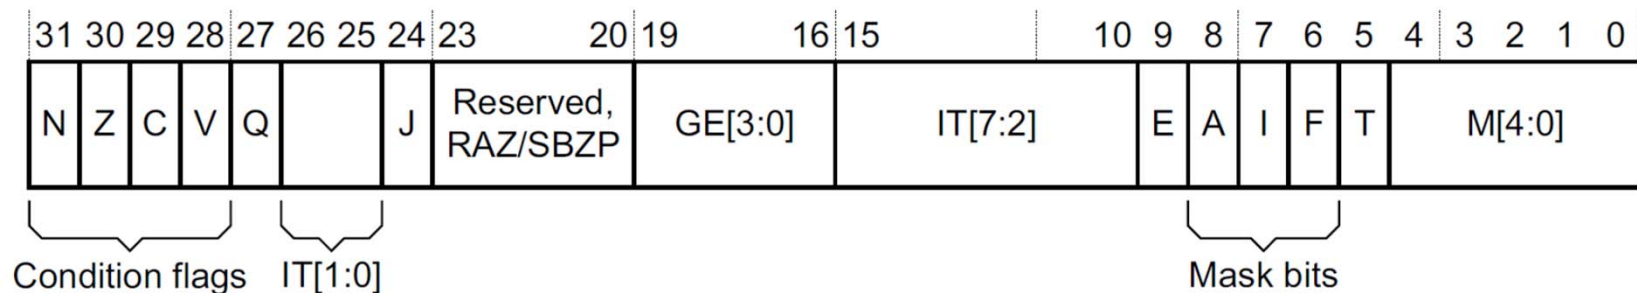 31 30 29 28 27 26 25 24 23 20 19 16 15 10 9 8 7 6 5 4 3 2 1 0
N Z C V Q J Reserved, RAZ/SBZP GE[3:0] IT[7:2] E A I F T M[4:0]
Condition flags IT[1:0] Mask bits